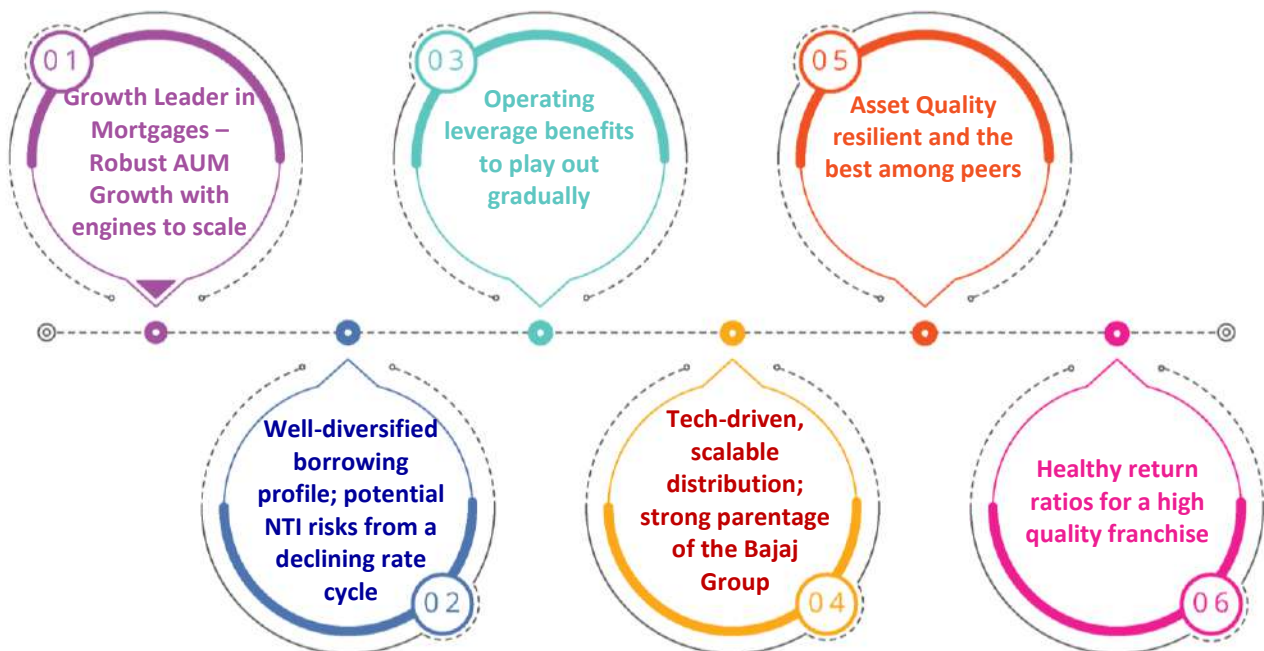 01
Growth Leader in
Mortgages –
Robust AUM
Growth with
engines to scale
Well-diversified
borrowing
profile; potential
NTI risks from a
declining rate
cycle
02
03
Operating
leverage benefits
to play out
gradually
Tech-driven,
scalable
distribution;
strong parentage
of the Bajaj
Group
04
05
Asset Quality
resilient and the
best among peers
Healthy return
ratios for a high
quality franchise
06